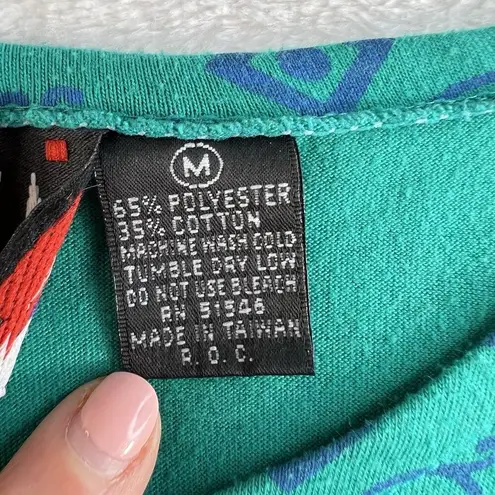 M
65% POLYESTER
35% COTTON
MACHINE WASH COLD
TUMBLE DRY LOW
DO NOT USE BLEACH
RN 51546
MADE IN TAIWAN
R.O.C.